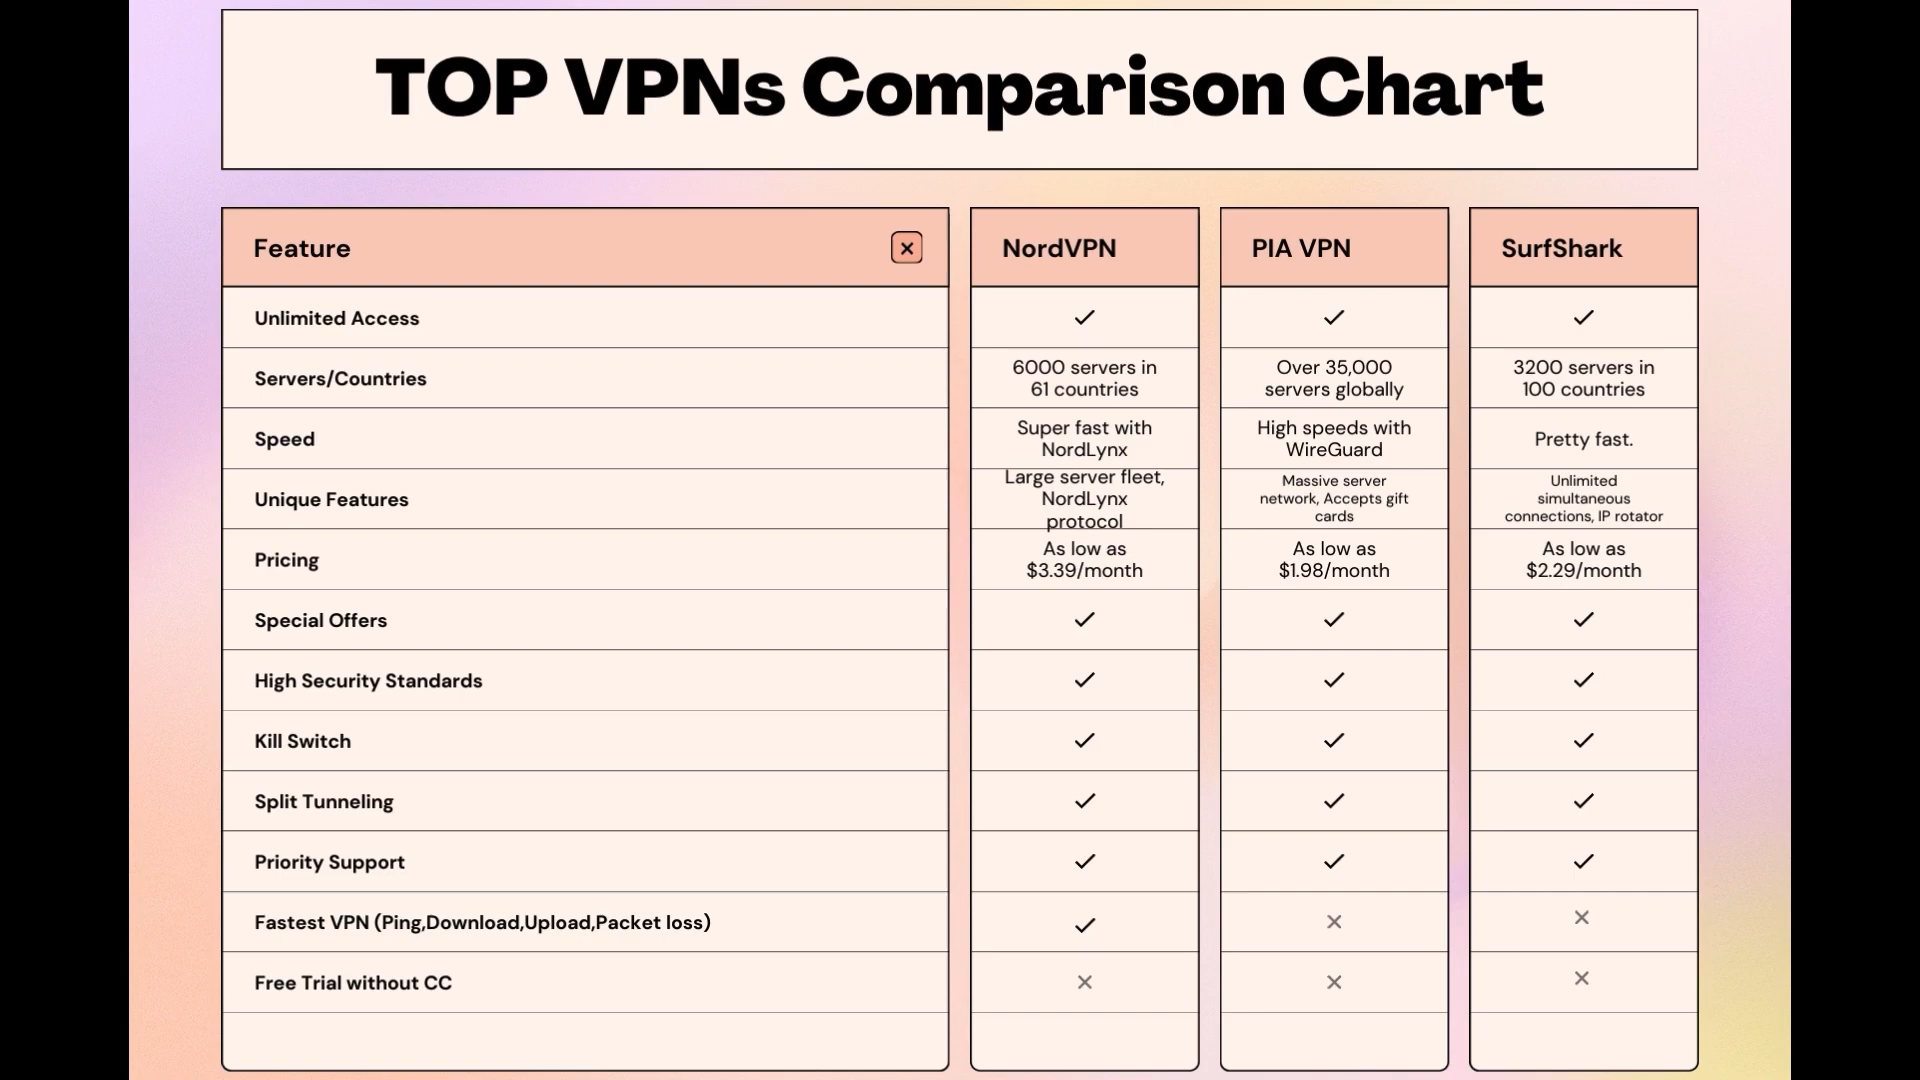 TOP VPNs Comparison Chart
Feature
NordVPN
PIA VPN
SurfShark
Unlimited Access
Servers/Countries
6000 servers in
61 countries
Over 35,000
servers globally
3200 servers in
100 countries
Speed
Super fast with
NordLynx
High speeds with
WireGuard
Pretty fast.
Unique Features
Large server fleet,
NordLynx
protocol
Massive server
network, Accepts gift
cards
Unlimited
simultaneous
connections, IP rotator
Pricing
As low as
$3.39/month
As low as
$1.98/month
As low as
$2.29/month
Special Offers
High Security Standards
Kill Switch
Split Tunneling
Priority Support
Fastest VPN (Ping,Download,Upload,Packet loss)
Free Trial without CC